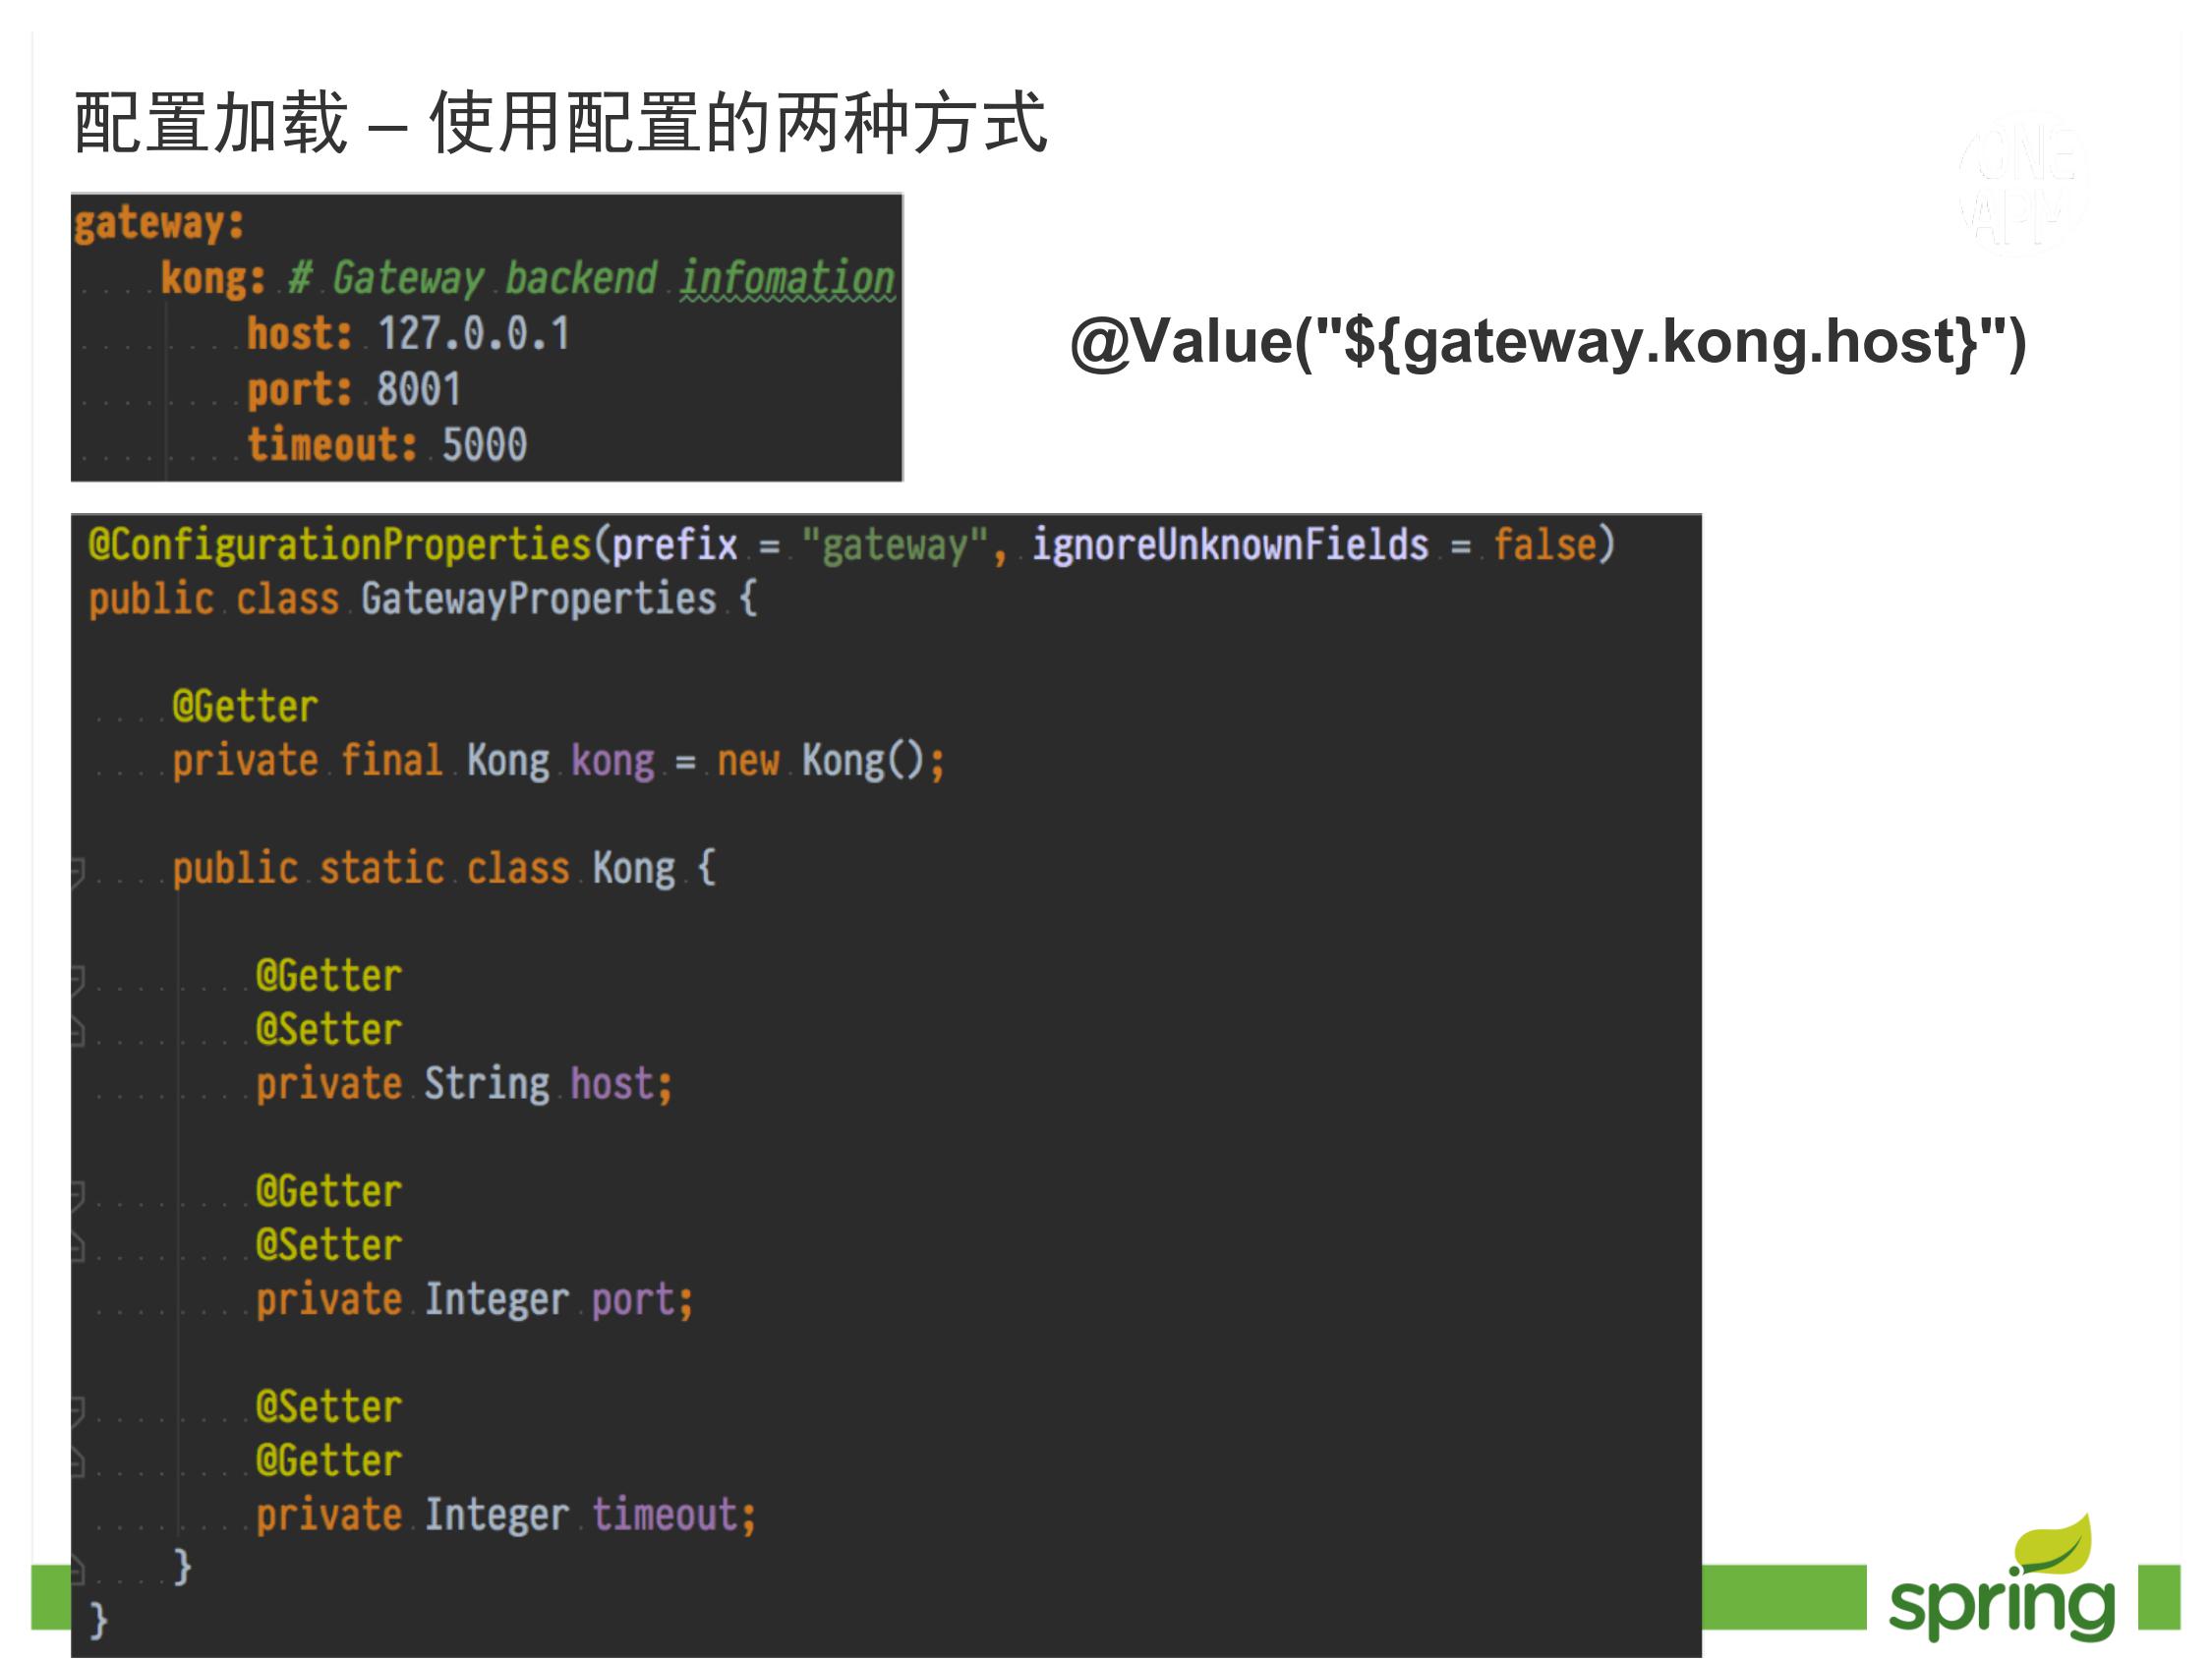 配置加载 – 使用配置的两种方式
ONE
APM
gateway:
    kong: # Gateway backend infomation
        host: 127.0.0.1
        port: 8001
        timeout: 5000
@Value("${gateway.kong.host}")
@ConfigurationProperties(prefix = "gateway", ignoreUnknownFields = false)
public class GatewayProperties {
    @Getter
    private final Kong kong = new Kong();
    public static class Kong {
        @Getter
        @Setter
        private String host;
        @Getter
        @Setter
        private Integer port;
        @Setter
        @Getter
        private Integer timeout;
    }
}
spring